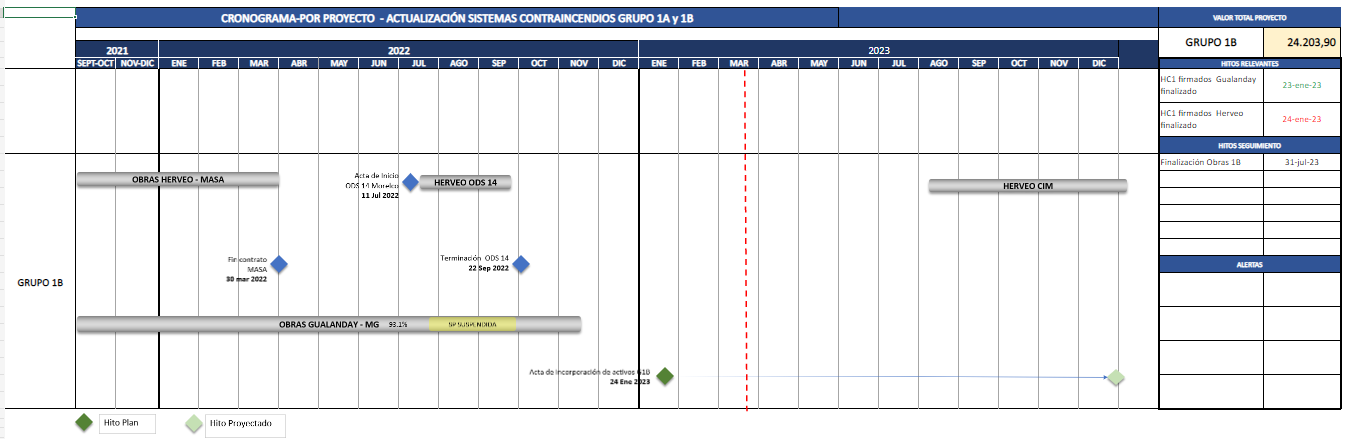 CRONOGRAMA-POR PROYECTO - ACTUALIZACIÓN SISTEMAS CONTRAINCENDIOS GRUPO 1A y 1B
VALOR TOTAL PROYECTO
GRUPO 1B 24.203,90
2021 2022 2023
SEPT-OCT NOV-DIC ENE FEB MAR ABR MAY JUN JUL AGO SEP OCT NOV DIC ENE FEB MAR ABR MAY JUN JUL AGO SEP OCT NOV DIC
HITOS RELEVANTES
HC1 firmados Gualanday
finalizado
23-ene-23
HC1 firmados Herveo
finalizado
24-ene-23
HITOS SEGUIMIENTO
Finalización Obras 1B 31-jul-23
ALERTAS
GRUPO 1B
OBRAS HERVEO - MASA
Acta de Inicio
ODS 14 Morelco
11 Jul 2022
HERVEO ODS 14
HERVEO CIM
Fin contrato
MASA
30 mar 2022
Terminación ODS 14
22 Sep 2022
OBRAS GUALANDAY - MG 93.1%
SP SUSPENDIDA
Acta de incorporación de activos G1B
24 Ene 2023
Hito Plan
Hito Proyectado